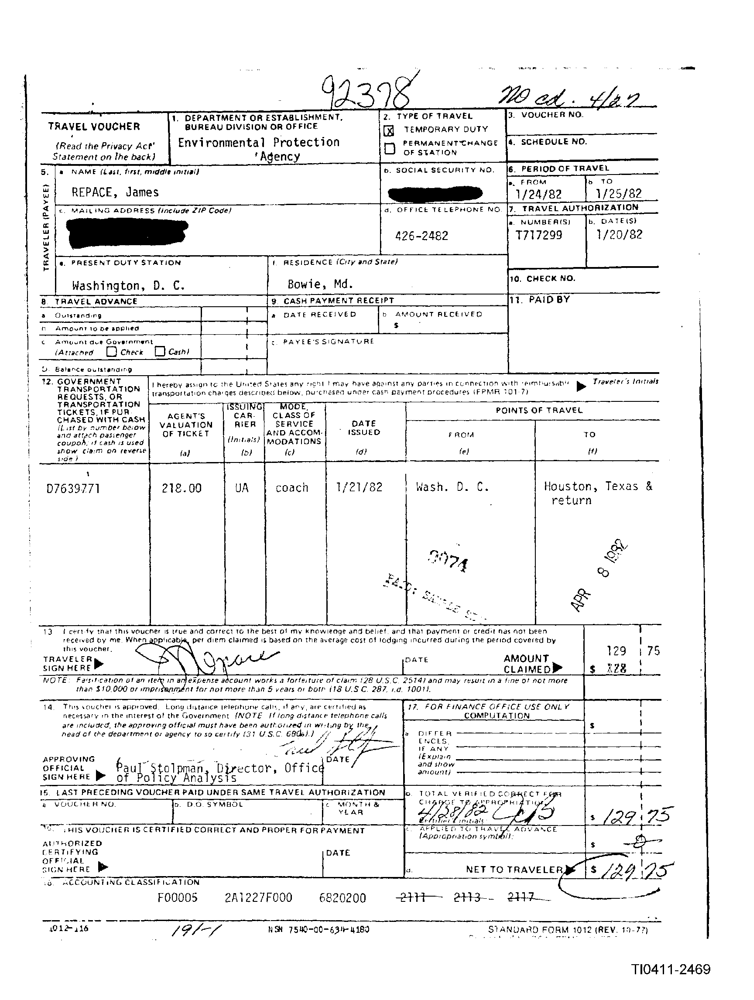 92378
no cd. 4/27
TRAVEL VOUCHER
(Read the Privacy Act
Statement on the back)
1. DEPARTMENT OR ESTABLISHMENT,
BUREAU DIVISION OR OFFICE
Environmental Protection
Agency
2. TYPE OF TRAVEL
X TEMPORARY DUTY
PERMANENT CHANGE
OF STATION
3. VOUCHER NO.
4. SCHEDULE NO.
5.
TRAVELER (PAYEE)
a. NAME (Last, first, middle initial)
REPACE, James
b. SOCIAL SECURITY NO.
6. PERIOD OF TRAVEL
a. FROM
1/24/82
b. TO
1/25/82
c. MAILING ADDRESS (Include ZIP Code)
d. OFFICE TELEPHONE NO.
426-2482
7. TRAVEL AUTHORIZATION
a. NUMBER(S)
T717299
b. DATE(S)
1/20/82
e. PRESENT DUTY STATION
Washington, D. C.
f. RESIDENCE (City and State)
Bowie, Md.
10. CHECK NO.
8. TRAVEL ADVANCE
9. CASH PAYMENT RECEIPT
11. PAID BY
a. Outstanding
a. DATE RECEIVED
b. AMOUNT RECEIVED
$
b. Amount to be applied
c. Amount due Government
(Attached Check Cash)
c. PAYEE'S SIGNATURE
D. Balance outstanding
12. GOVERNMENT
TRANSPORTATION
REQUESTS, OR
TRANSPORTATION
TICKETS, IF PUR
CHASED WITH CASH
(List by number below
and attach passenger
coupon; if cash is used
show claim on reverse
side.)
I hereby assign to the United States any right I may have against any parties in connection with reimbursable
transportation charges described below, purchased under cash payment procedures (FPMR 101-7)
Traveler's Initials
AGENT'S
VALUATION
OF TICKET
(a)
ISSUING
CAR-
RIER
(Initials)
(b)
MODE,
CLASS OF
SERVICE
AND ACCOM-
MODATIONS
(c)
DATE
ISSUED
(d)
POINTS OF TRAVEL
FROM
(e)
TO
(f)
D7639771 218.00 UA coach 1/21/82 Wash. D. C. Houston, Texas &
return
APR 8 1982
13. I certify that this voucher is true and correct to the best of my knowledge and belief, and that payment or credit has not been
received by me. When applicable, per diem claimed is based on the average cost of lodging incurred during the period covered by
this voucher.
TRAVELER
SIGN HERE
DATE
AMOUNT
CLAIMED
129 75
$
NOTE: Falsification of an item in an expense account works a forfeiture of claim (28 U.S.C. 2514) and may result in a fine of not more
than $10,000 or imprisonment for not more than 5 years or both (18 U.S.C. 287, i.d. 1001).
14. This voucher is approved. Long distance telephone calls, if any, are certified as
necessary in the interest of the Government (NOTE: If long distance telephone calls
are included, the approving official must have been authorized in writing by the
head of the department or agency to so certify (31 U.S.C. 680a).)
APPROVING
OFFICIAL
SIGN HERE
Paul Stolpman, Director, Office
of Policy Analysis
DATE
17. FOR FINANCE OFFICE USE ONLY
COMPUTATION
a. DIFFER
ENCES,
IF ANY
(Explain
and show
amount)
$
15. LAST PRECEDING VOUCHER PAID UNDER SAME TRAVEL AUTHORIZATION
a. VOUCHER NO.
b. D.O. SYMBOL
c. MONTH &
YEAR
b. TOTAL VERIFIED CORRECT FOR
CHARGE TO APPROPRIATION
4/28/82
Certifier initials
$ 129 75
16. THIS VOUCHER IS CERTIFIED CORRECT AND PROPER FOR PAYMENT
AUTHORIZED
CERTIFYING
OFFICIAL
SIGN HERE
DATE
c. APPLIED TO TRAVEL ADVANCE
(Appropriation symbol):
$ 0
d. NET TO TRAVELER
$ 129 75
18. ACCOUNTING CLASSIFICATION
F00005 2A1227F000 6820200 2111 2113 2117
1012-116
191-1
NSN 7540-00-634-4180
STANDARD FORM 1012 (REV. 10-77)
TI0411-2469